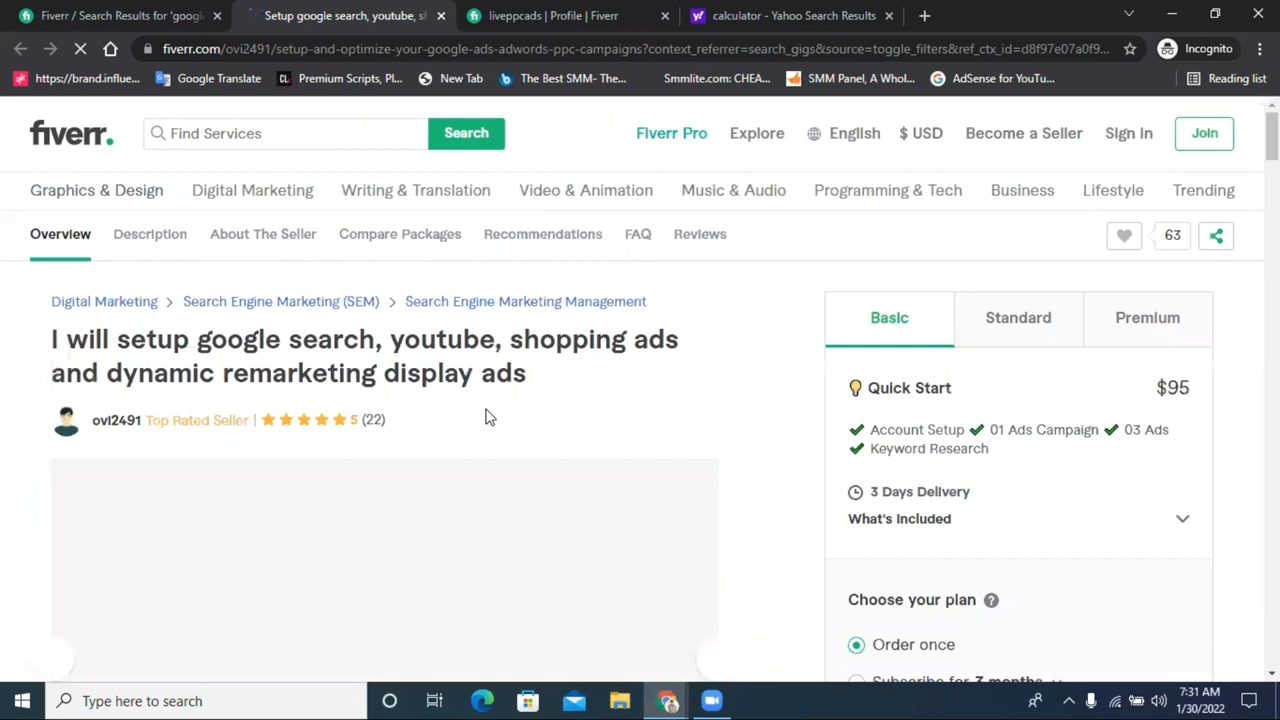 Fiverr / Search Results for 'googl
Setup google search, youtube, sh
liveppcads | Profile | Fiverr
calculator - Yahoo Search Results
fiverr.com/ovi2491/setup-and-optimize-your-google-ads-adwords-ppc-campaigns?context_referrer=search_gigs&source=toggle_filters&ref_ctx_id=d8f97e07a0f9...
Incognito
https://brand.influe...
Google Translate
Premium Scripts, Pl...
New Tab
The Best SMM- The...
Smmlite.com: CHEA...
SMM Panel, A Whol...
AdSense for YouTu...
Reading list
fiverr.
Find Services
Search
Fiverr Pro
Explore
English
$ USD
Become a Seller
Sign In
Join
Graphics & Design
Digital Marketing
Writing & Translation
Video & Animation
Music & Audio
Programming & Tech
Business
Lifestyle
Trending
Overview
Description
About The Seller
Compare Packages
Recommendations
FAQ
Reviews
63
Digital Marketing > Search Engine Marketing (SEM) > Search Engine Marketing Management
I will setup google search, youtube, shopping ads
and dynamic remarketing display ads
ovi2491 Top Rated Seller | 5 (22)
Basic
Standard
Premium
Quick Start
$95
Account Setup ✔ 01 Ads Campaign ✔ 03 Ads
Keyword Research
3 Days Delivery
What's Included
Choose your plan ?
Order once
Subscribe for 3 months
Type here to search
7:31 AM
1/30/2022